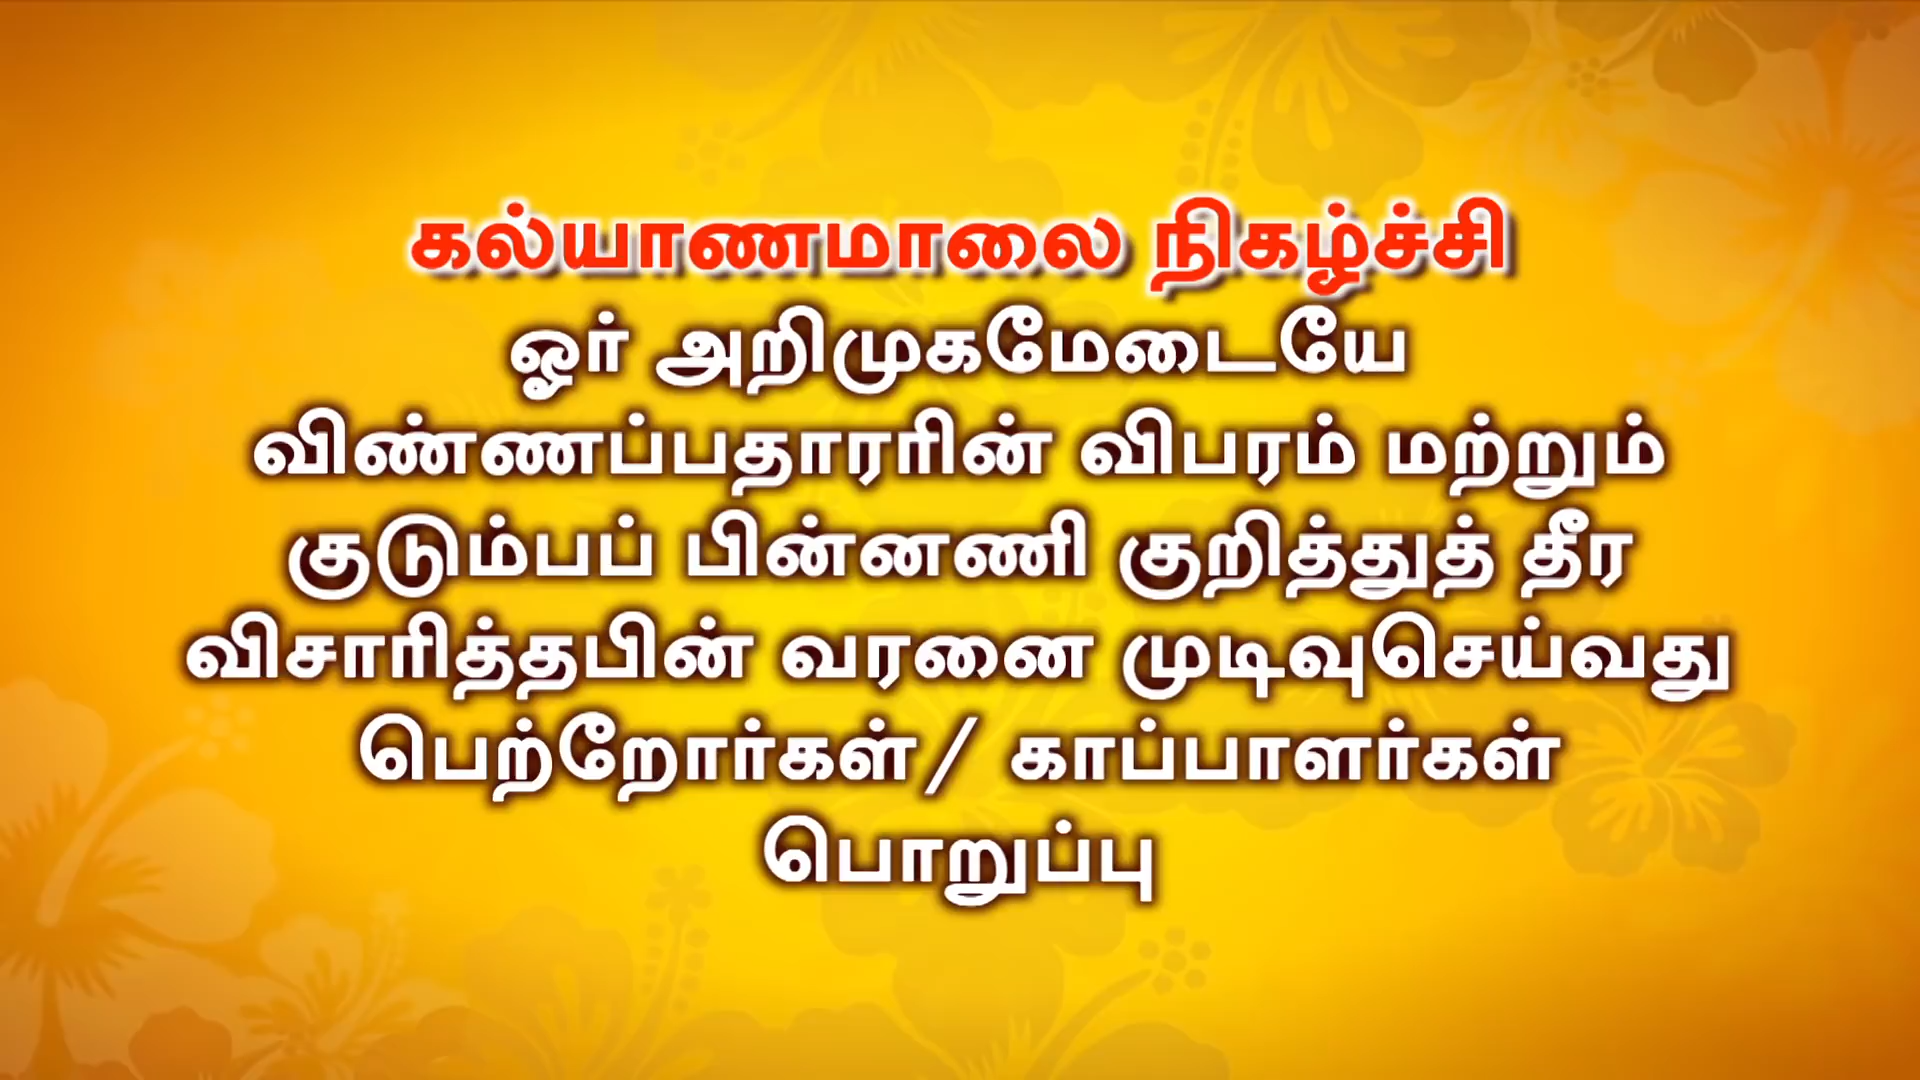 கல்யாணமாலை நிகழ்ச்சி
ஓர் அறிமுகமேடையே
விண்ணப்பதாரரின் விபரம் மற்றும்
குடும்பப் பின்னணி குறித்துத் தீர
விசாரித்தபின் வரனை முடிவுசெய்வது
பெற்றோர்கள்/ காப்பாளர்கள்
பொறுப்பு